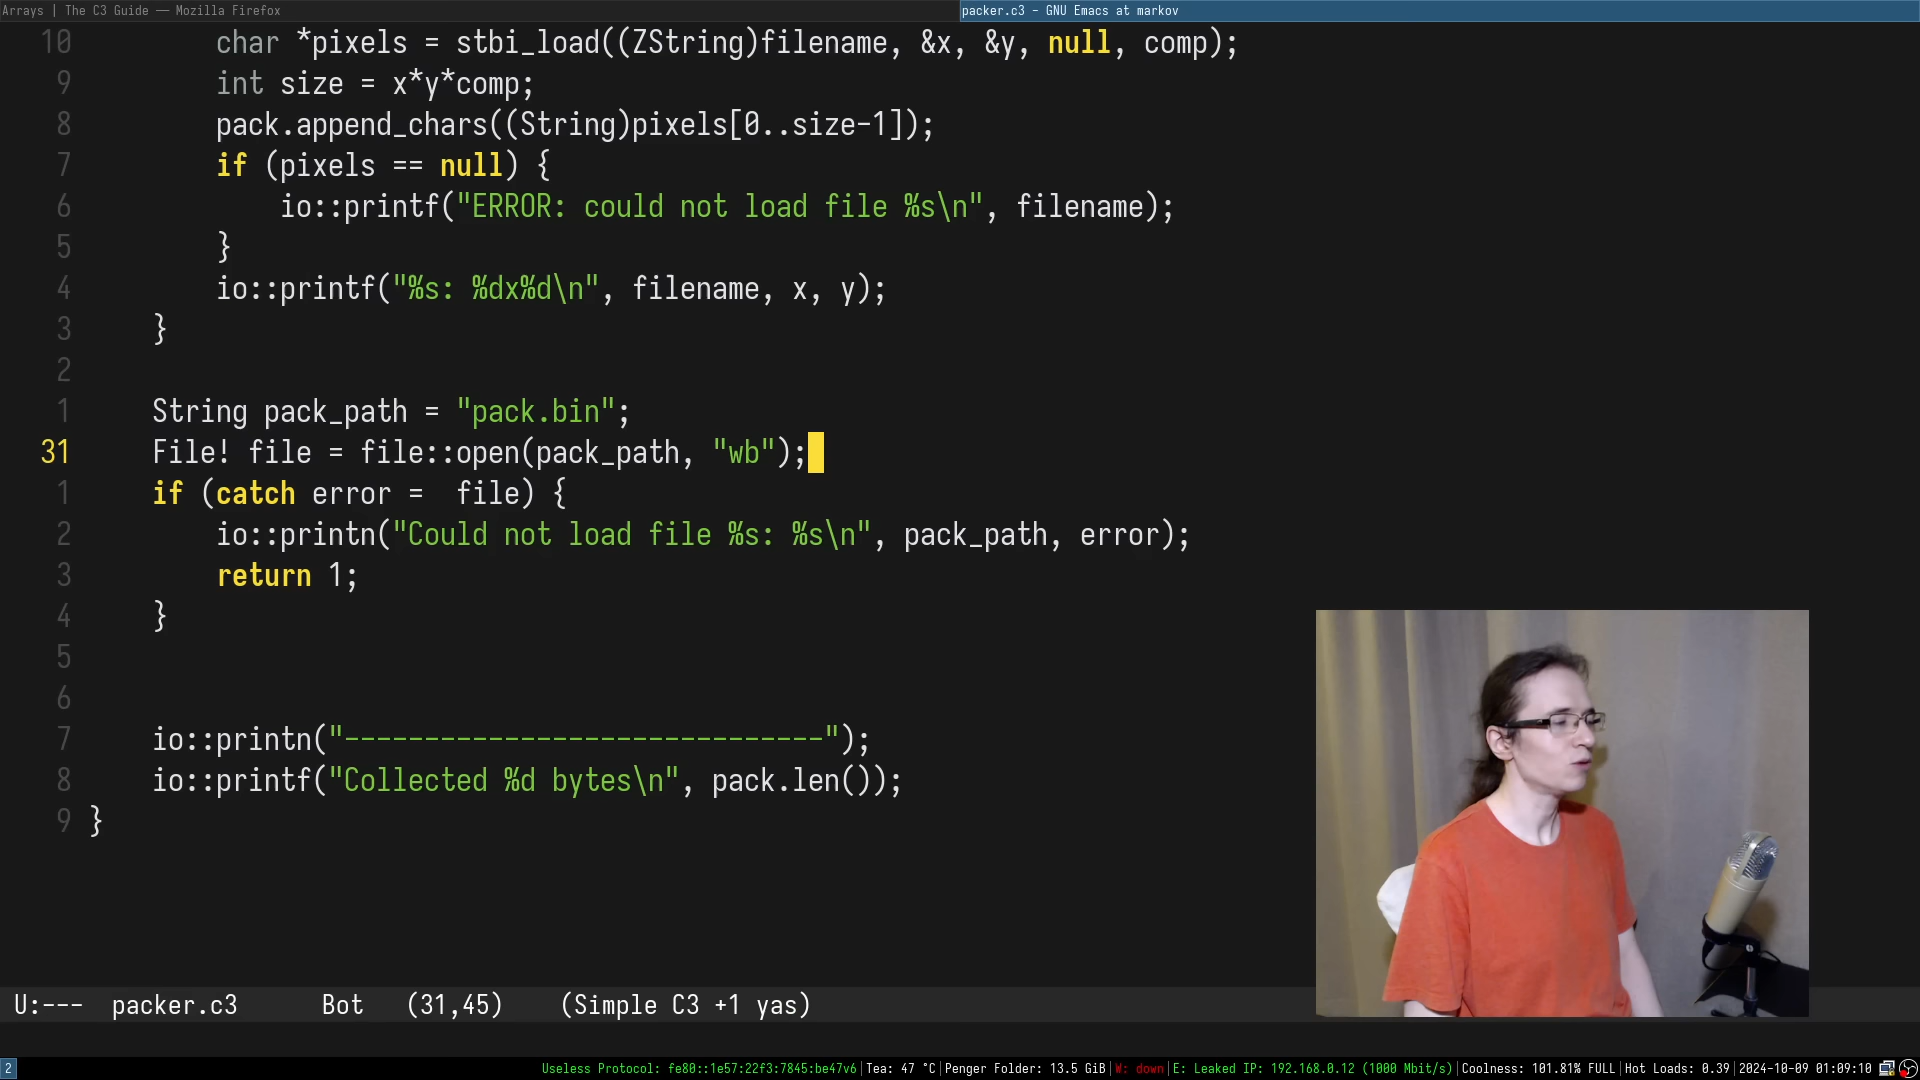 Arrays | The C3 Guide — Mozilla Firefox
packer.c3 - GNU Emacs at markov
10 char *pixels = stbi_load((ZString)filename, &x, &y, null, comp);
9 int size = x*y*comp;
8 pack.append_chars((String)pixels[0..size-1]);
7 if (pixels == null) {
6 io::printf("ERROR: could not load file %s\n", filename);
5 }
4 io::printf("%s: %dx%d\n", filename, x, y);
3 }
2
1 String pack_path = "pack.bin";
31 File! file = file::open(pack_path, "wb");
1 if (catch error =  file) {
2 io::printn("Could not load file %s: %s\n", pack_path, error);
3 return 1;
4 }
5
6
7 io::printn("------------------------------");
8 io::printf("Collected %d bytes\n", pack.len());
9 }
U:--- packer.c3 Bot (31,45) (Simple C3 +1 yas)
2 Useless Protocol: fe80::1e57:22f3:7845:be47v6|Tea: 47 °C|Penger Folder: 13.5 GiB|W: down|E: Leaked IP: 192.168.0.12 (1000 Mbit/s)|Coolness: 101.81% FULL|Hot Loads: 0.39|2024-10-09 01:09:10